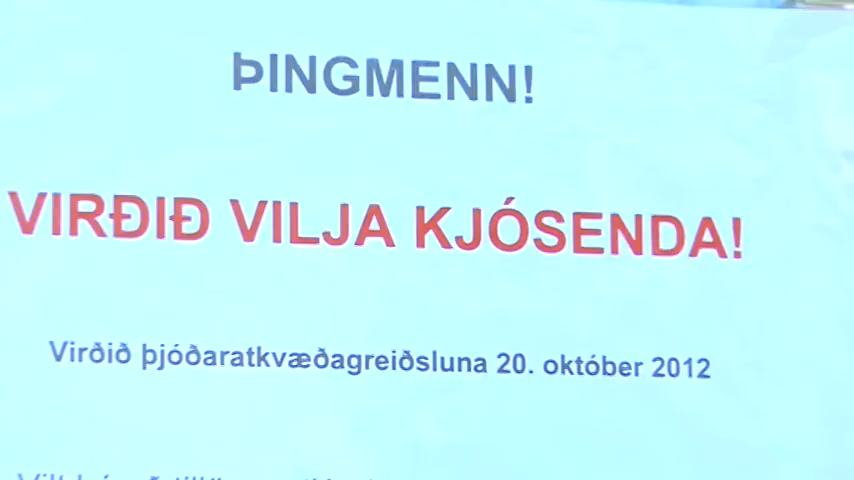 ÞINGMENN!
VIRÐIÐ VILJA KJÓSENDA!
Virðið þjóðaratkvæðagreiðsluna 20. október 2012